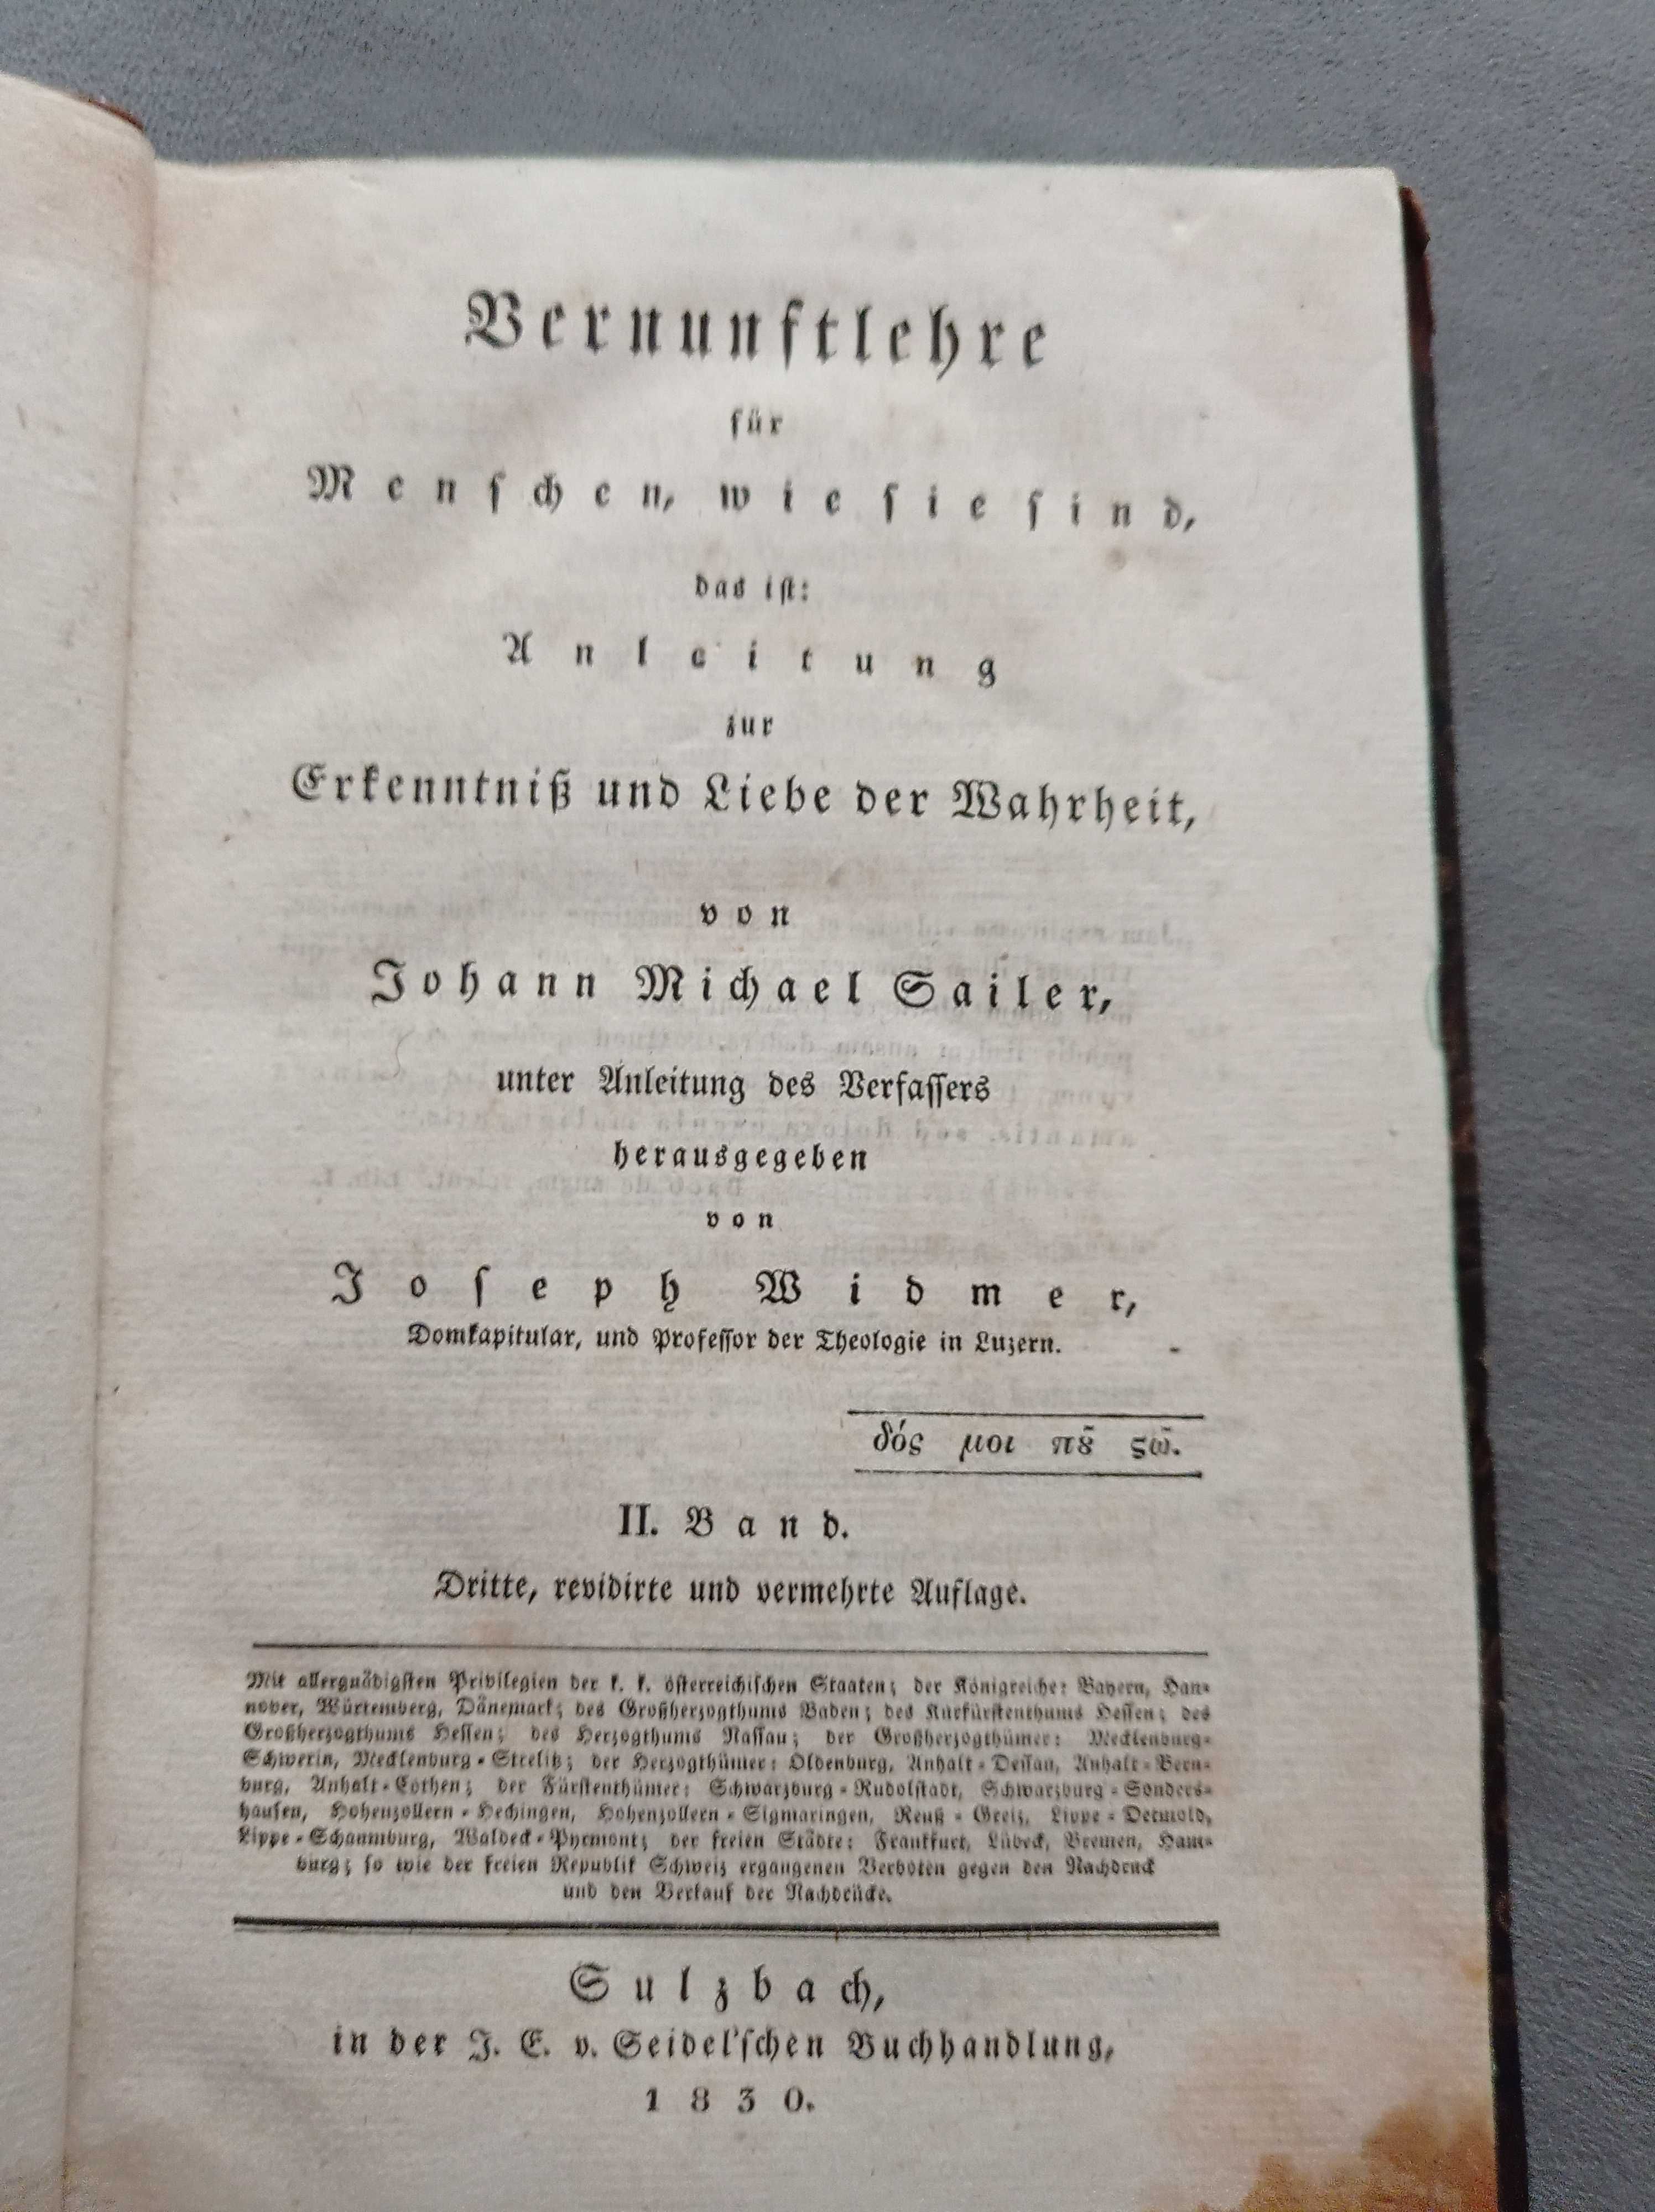 Vernunftlehre
für
Menſchen, wie ſie ſind,
das iſt:
Anleitung
zur
Erkenntniß und Liebe der Wahrheit,
von
Johann Michael Sailer,
unter Anleitung des Verfaſſers
herausgegeben
von
Joſeph Widmer,
Domkapitular, und Profeſſor der Theologie in Luzern.
δός μοι πȣ͂ ϛῶ.
II. Band.
Dritte, revidirte und vermehrte Auflage.
Mit allergnädigſten Privilegien der k. k. öſterreichiſchen Staaten; der Königreiche: Bayern, Han-
nover, Würtemberg, Dänemark; des Großherzogthums Baden; des Kurfürſtenthums Heſſen; des
Großherzogthums Heſſen; des Herzogthums Naſſau; der Großherzogthümer: Mecklenburg-
Schwerin, Mecklenburg-Strelitz; der Herzogthümer: Oldenburg, Anhalt-Deſſau, Anhalt-Bern-
burg, Anhalt-Cöthen; der Fürſtenthümer: Schwarzburg-Rudolſtadt, Schwarzburg-Sonders-
hauſen, Hohenzollern-Hechingen, Hohenzollern-Sigmaringen, Reuß-Greiz, Lippe-Detmold,
Lippe-Schaumburg, Waldeck-Pyrmont; der freien Städte: Frankfurt, Lübeck, Bremen, Ham-
burg; ſo wie der freien Republik Schweiz ergangenen Verboten gegen den Nachdruck
und den Verkauf der Nachdrücke.
Sulzbach,
in der J. E. v. Seidel'ſchen Buchhandlung,
1830.